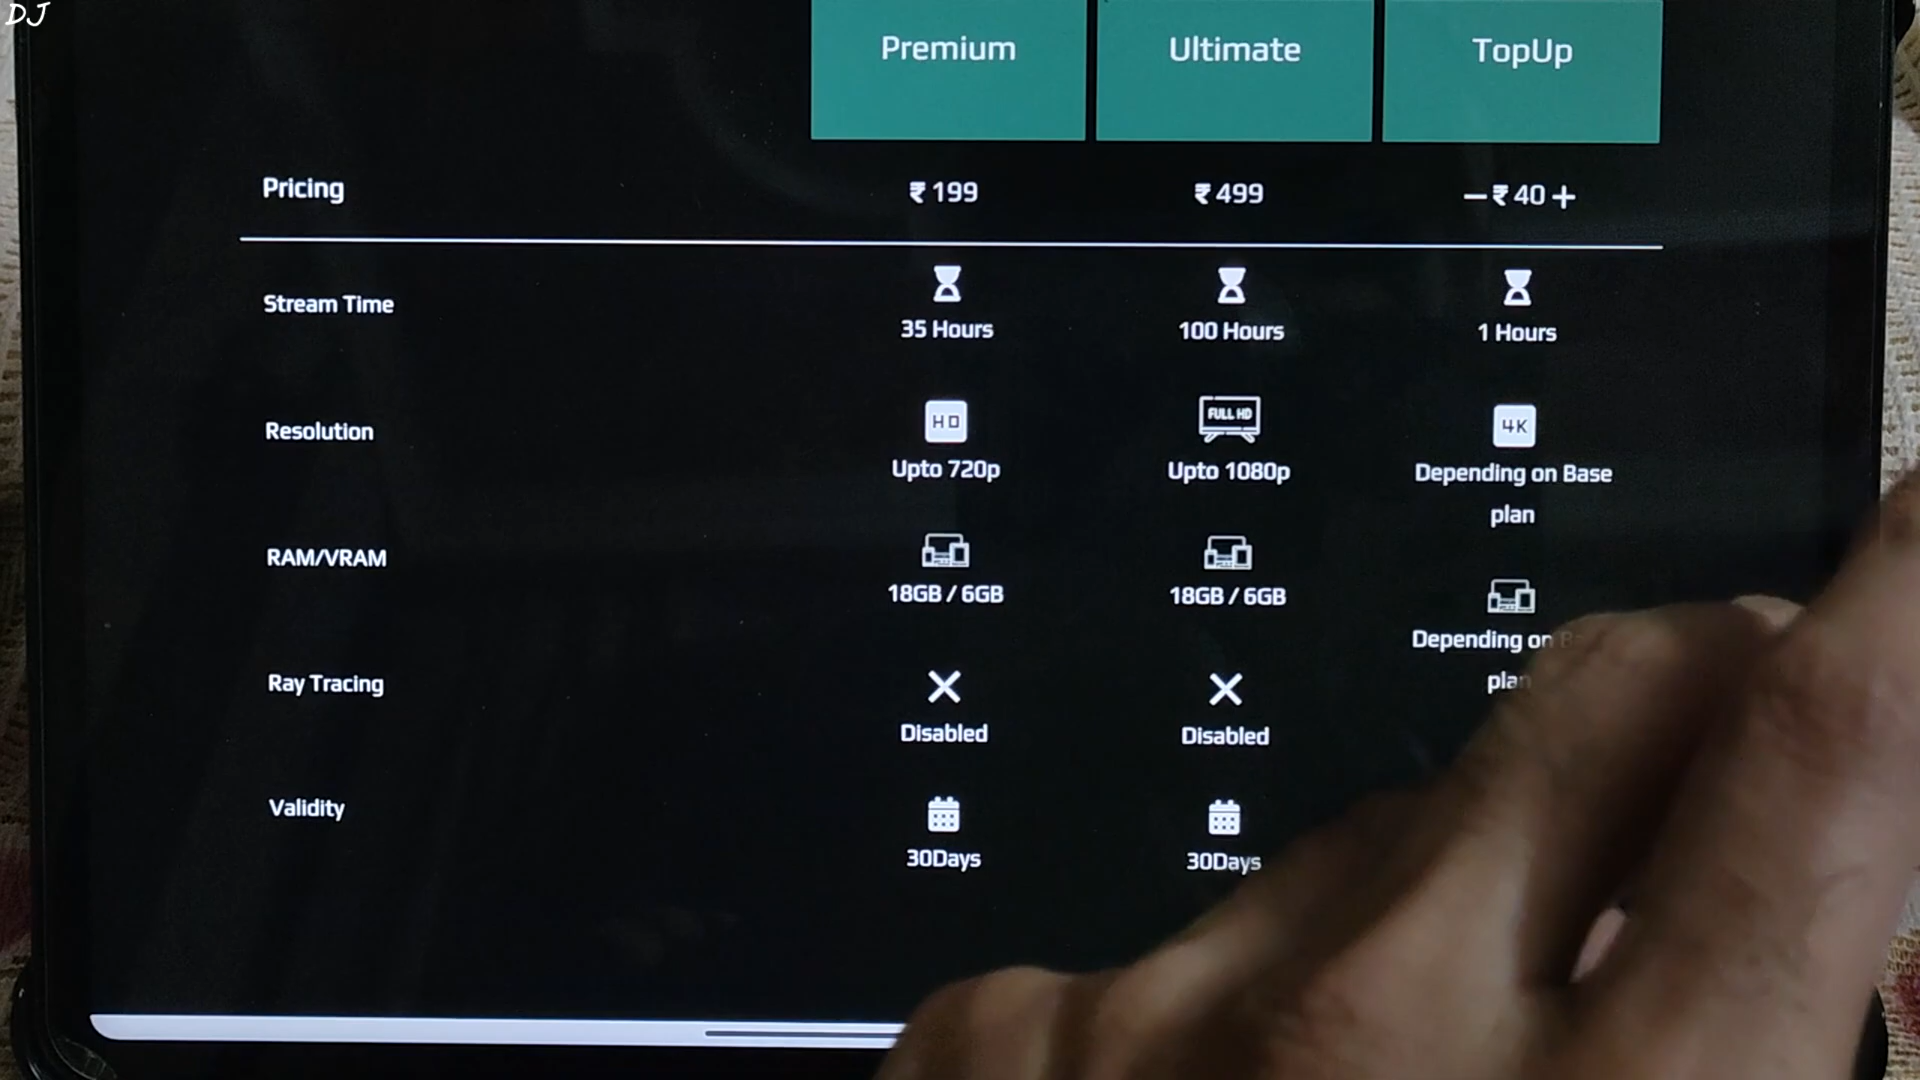 DJ
Premium Ultimate TopUp
Pricing ₹ 199 ₹ 499 – ₹ 40 +
Stream Time 35 Hours 100 Hours 1 Hours
HD FULL HD 4K
Resolution Upto 720p Upto 1080p Depending on Base
plan
RAM/VRAM 18GB / 6GB 18GB / 6GB
Depending on
plan
Ray Tracing Disabled Disabled
Validity 30Days 30Days